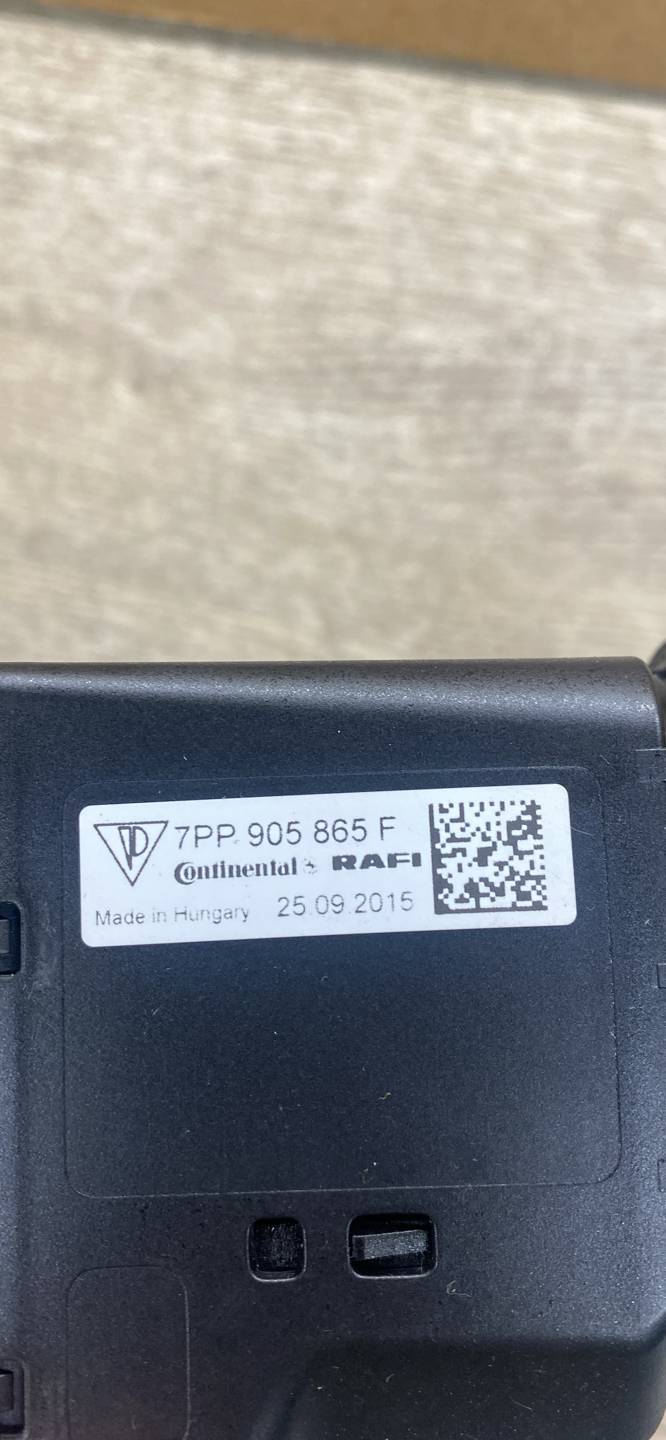 7PP 905 865 F
Continental RAFI
Made in Hungary 25.09.2015